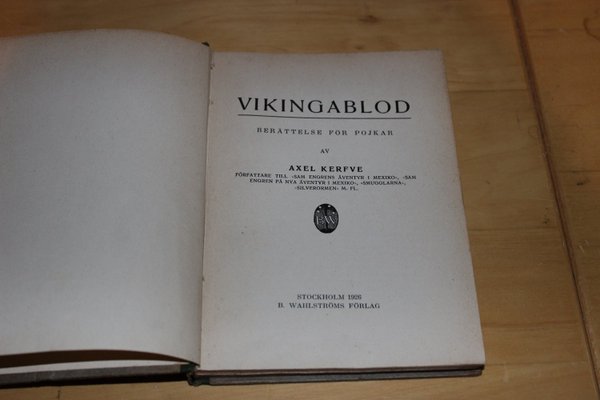 VIKINGABLOD
BERÄTTELSE FÖR POJKAR
AV
AXEL KERFVE
FÖRFATTARE TILL »SAM ENGRENS ÄVENTYR I MEXIKO», »SAM
ENGREN PÅ NYA ÄVENTYR I MEXIKO», »SMUGGLARNA»,
»SILVERORMEN» M. FL.
BW
STOCKHOLM 1926
B. WAHLSTRÖMS FÖRLAG